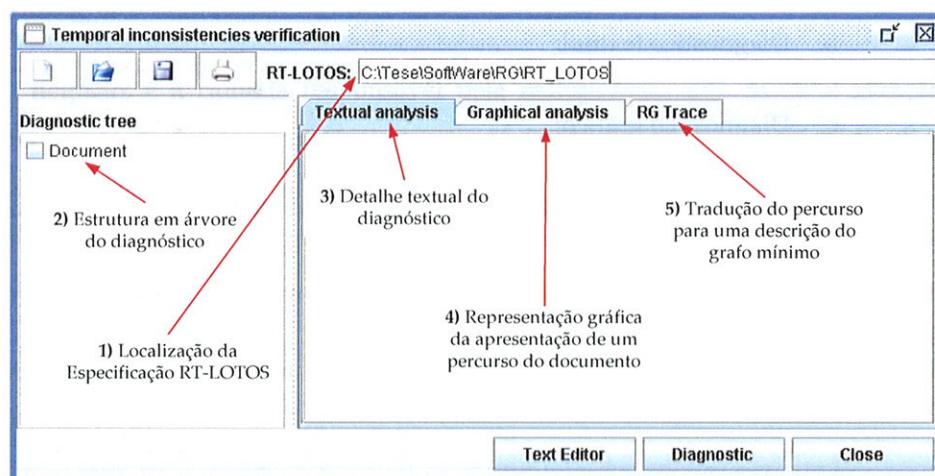 Temporal inconsistencies verification
RT-LOTOS: C:\Tese\SoftWare\RG\RT_LOTOS
Diagnostic tree
Document
Textual analysis
Graphical analysis
RG Trace
2) Estrutura em árvore
do diagnóstico
3) Detalhe textual do
diagnóstico
5) Tradução do percurso
para uma descrição do
grafo mínimo
4) Representação gráfica
da apresentação de um
percurso do documento
1) Localização da
Especificação RT-LOTOS
Text Editor
Diagnostic
Close